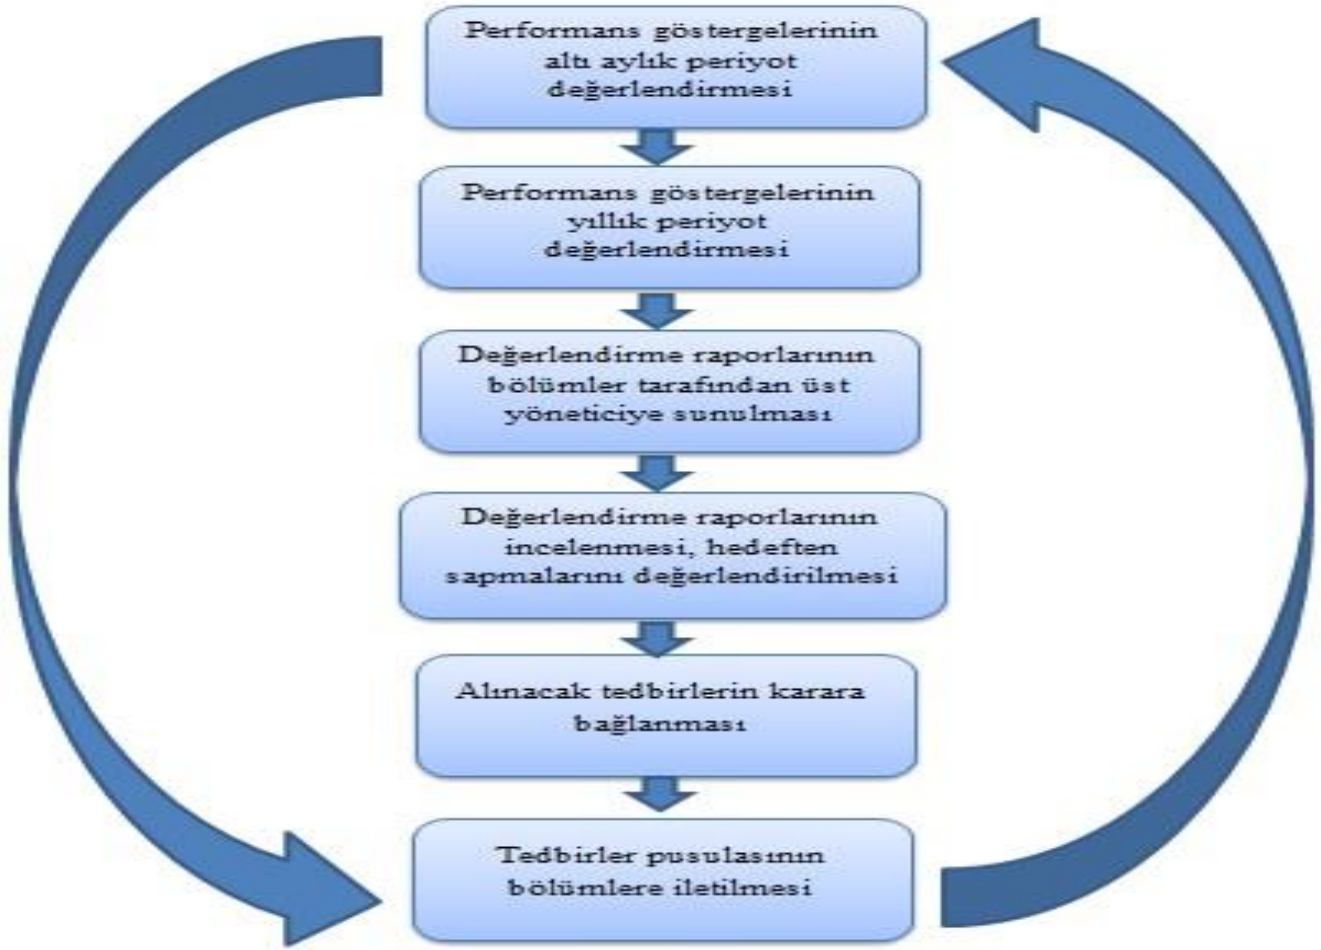 Performans göstergelerinin
altı aylık periyot
değerlendirmesi
Performans göstergelerinin
yıllık periyot
değerlendirmesi
Değerlendirme raporlarının
bölümler tarafından üst
yöneticiye sunulması
Değerlendirme raporlarının
incelenmesi, hedeften
sapmalarını değerlendirilmesi
Alınacak tedbirlerin karara
bağlanması
Tedbirler pusulasının
bölümlere iletilmesi